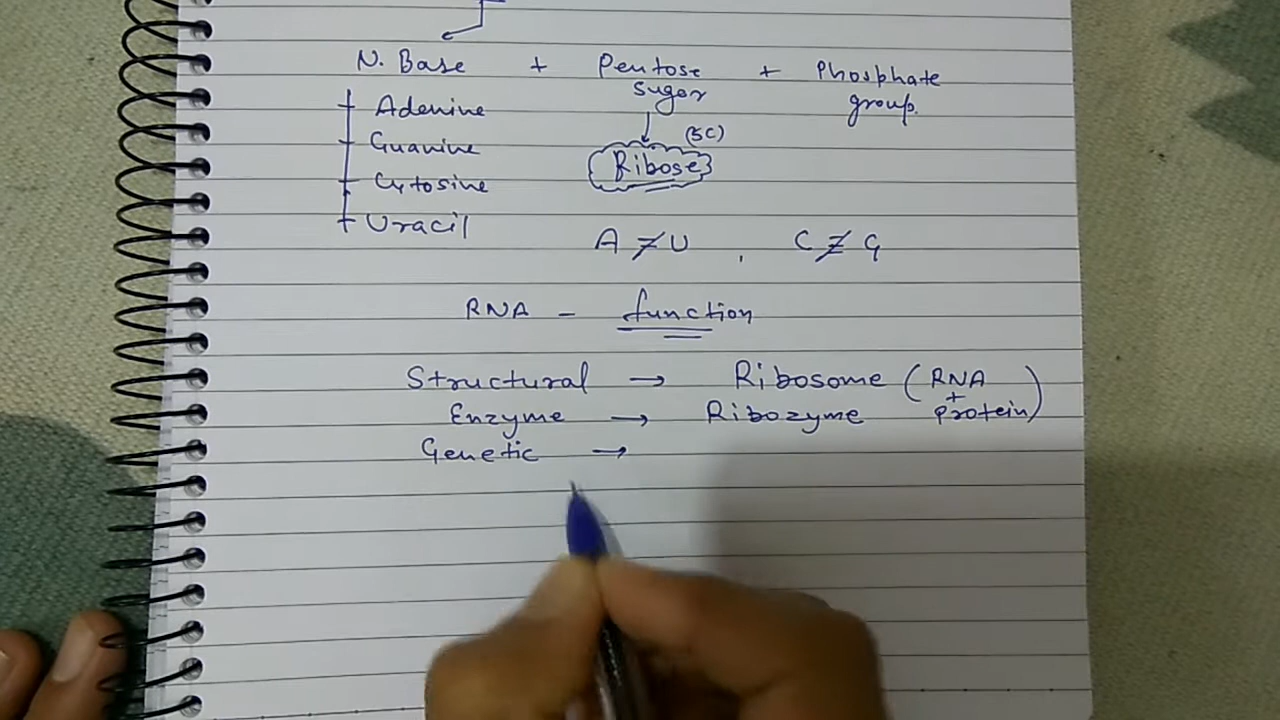 N. Base + Pentose sugar + Phosphate group.
Adenine
Guanine
Cytosine
Uracil
(5C)
Ribose
A ≠ U , C ≠ G
RNA - function
Structural → Ribosome (RNA + protein)
Enzyme → Ribozyme
Genetic →